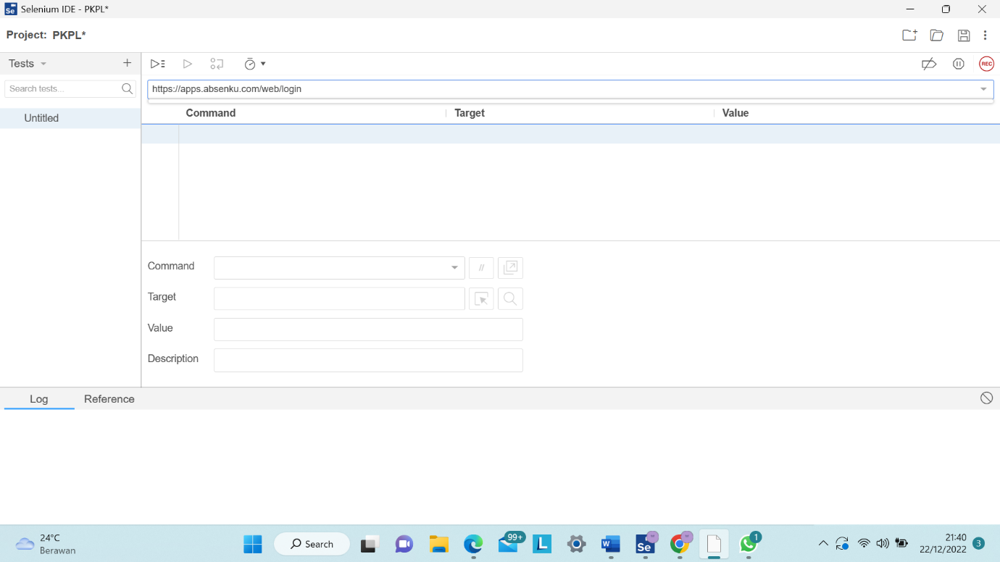 Selenium IDE - PKPL*
Project: PKPL*
Tests
Search tests...
Untitled
REC
https://apps.absenku.com/web/login
Command Target Value
Command //
Target
Value
Description
Log Reference
24°C
Berawan
Search
99+
L
W
Se
1
21:40
22/12/2022
3